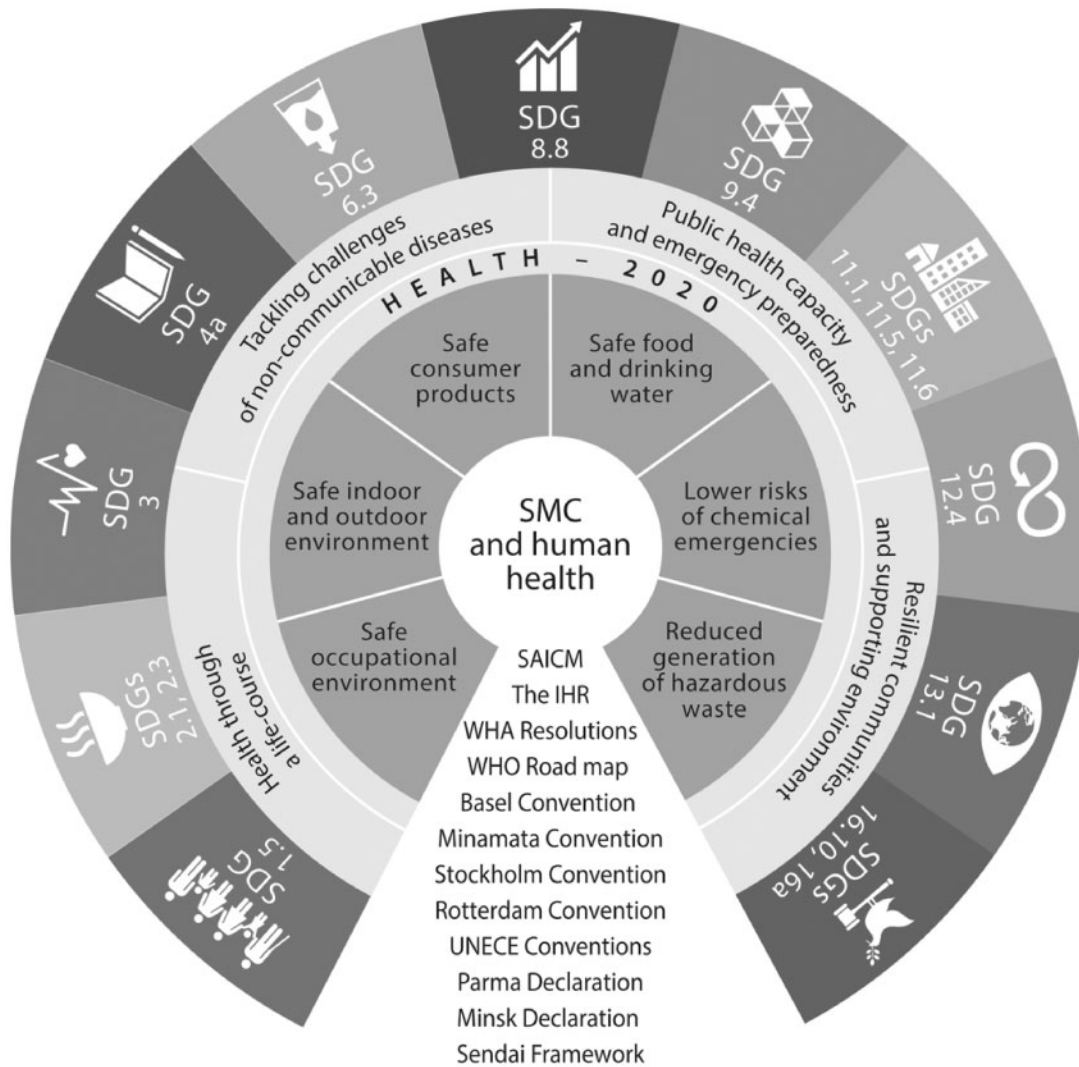 SDG
1.5
SDGs
2.1, 2.3
SDG
3
SDG
4a
SDG
6.3
SDG
8.8
SDG
9.4
SDGs
11.1, 11.5, 11.6
SDG
12.4
SDG
13.1
SDGs
16.10, 16a
Health through
a life-course
Tackling challenges
of non-communicable diseases
Public health capacity
and emergency preparedness
Resilient communities
and supporting environment
HEALTH – 2020
Safe
occupational
environment
Safe indoor
and outdoor
environment
Safe
consumer
products
Safe food
and drinking
water
Lower risks
of chemical
emergencies
Reduced
generation
of hazardous
waste
SMC
and human
health
SAICM
The IHR
WHA Resolutions
WHO Road map
Basel Convention
Minamata Convention
Stockholm Convention
Rotterdam Convention
UNECE Conventions
Parma Declaration
Minsk Declaration
Sendai Framework